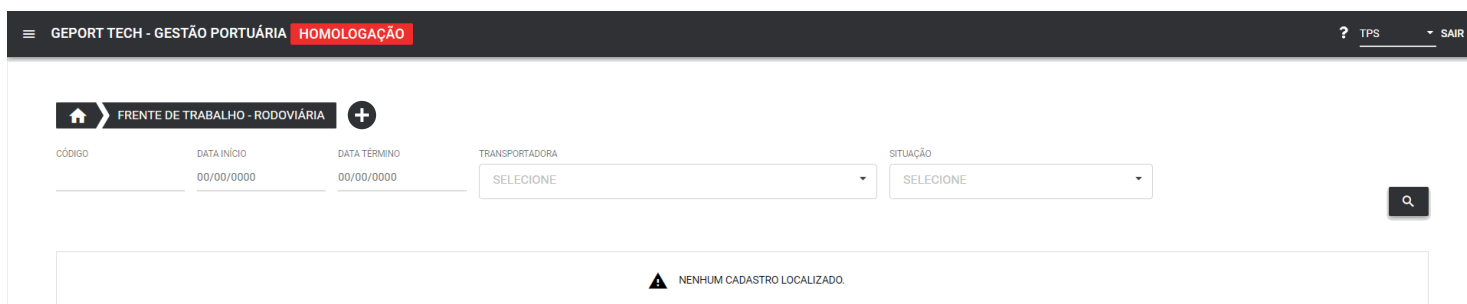 GEPORT TECH - GESTÃO PORTUÁRIA HOMOLOGAÇÃO ? TPS SAIR
FRENTE DE TRABALHO - RODOVIÁRIA
CÓDIGO DATA INÍCIO DATA TÉRMINO TRANSPORTADORA SITUAÇÃO
00/00/0000 00/00/0000 SELECIONE SELECIONE
NENHUM CADASTRO LOCALIZADO.